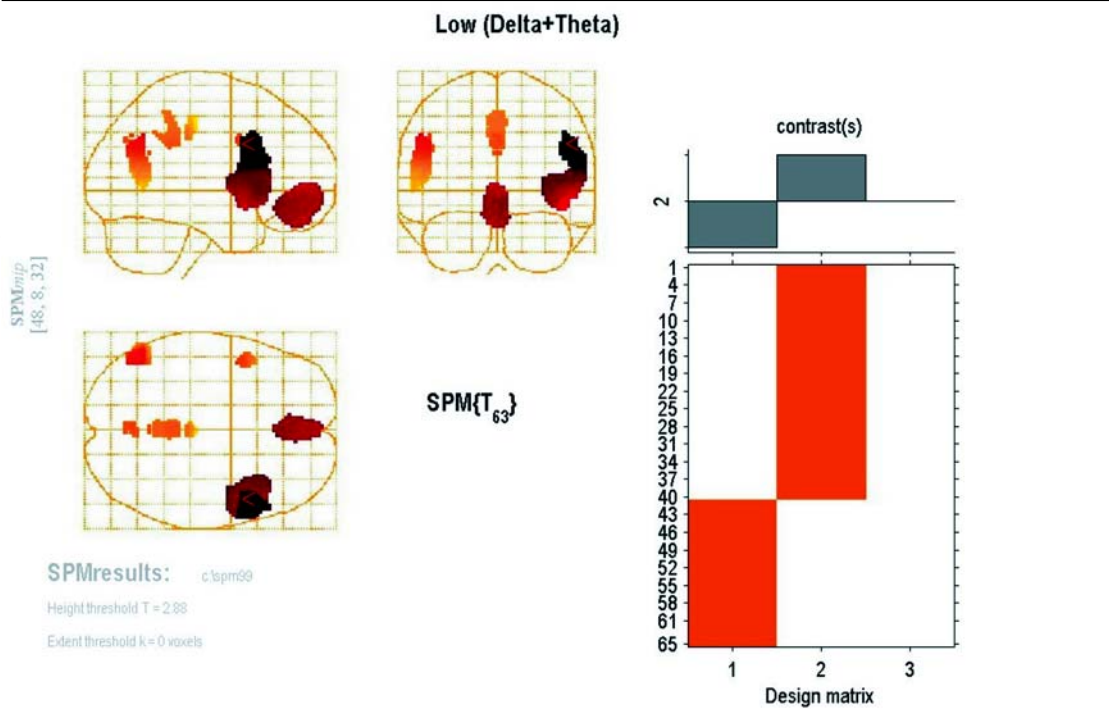 Low (Delta+Theta)
SPMmip
[48, 8, 32]
SPM{T63}
SPMresults: c:\spm99
Height threshold T = 2.88
Extent threshold k = 0 voxels
contrast(s)
2
1
4
7
10
13
16
19
22
25
28
31
34
37
40
43
46
49
52
55
58
61
65
1 2 3
Design matrix